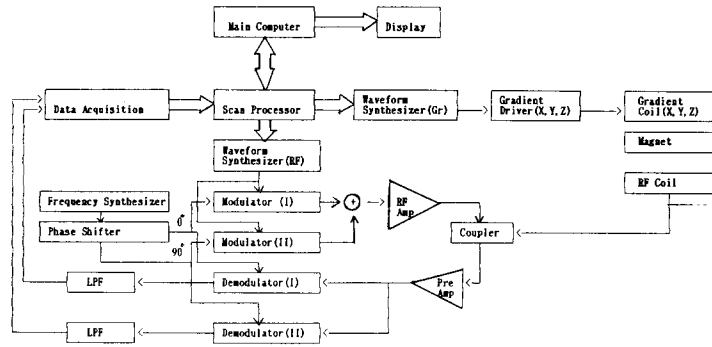 Main Computer
Display
Data Acquisition
Scan Processor
Waveform
Synthesizer(Gr)
Gradient
Driver(X,Y,Z)
Gradient
Coil(X,Y,Z)
Magnet
Waveform
Synthesizer(RF)
RF Coil
Frequency Synthesizer
Modulator (I)
+
RF
Amp
0°
Phase Shifter
Modulator(II)
Coupler
90°
LPF
Demodulator(I)
Pre
Amp
LPF
Demodulator(II)